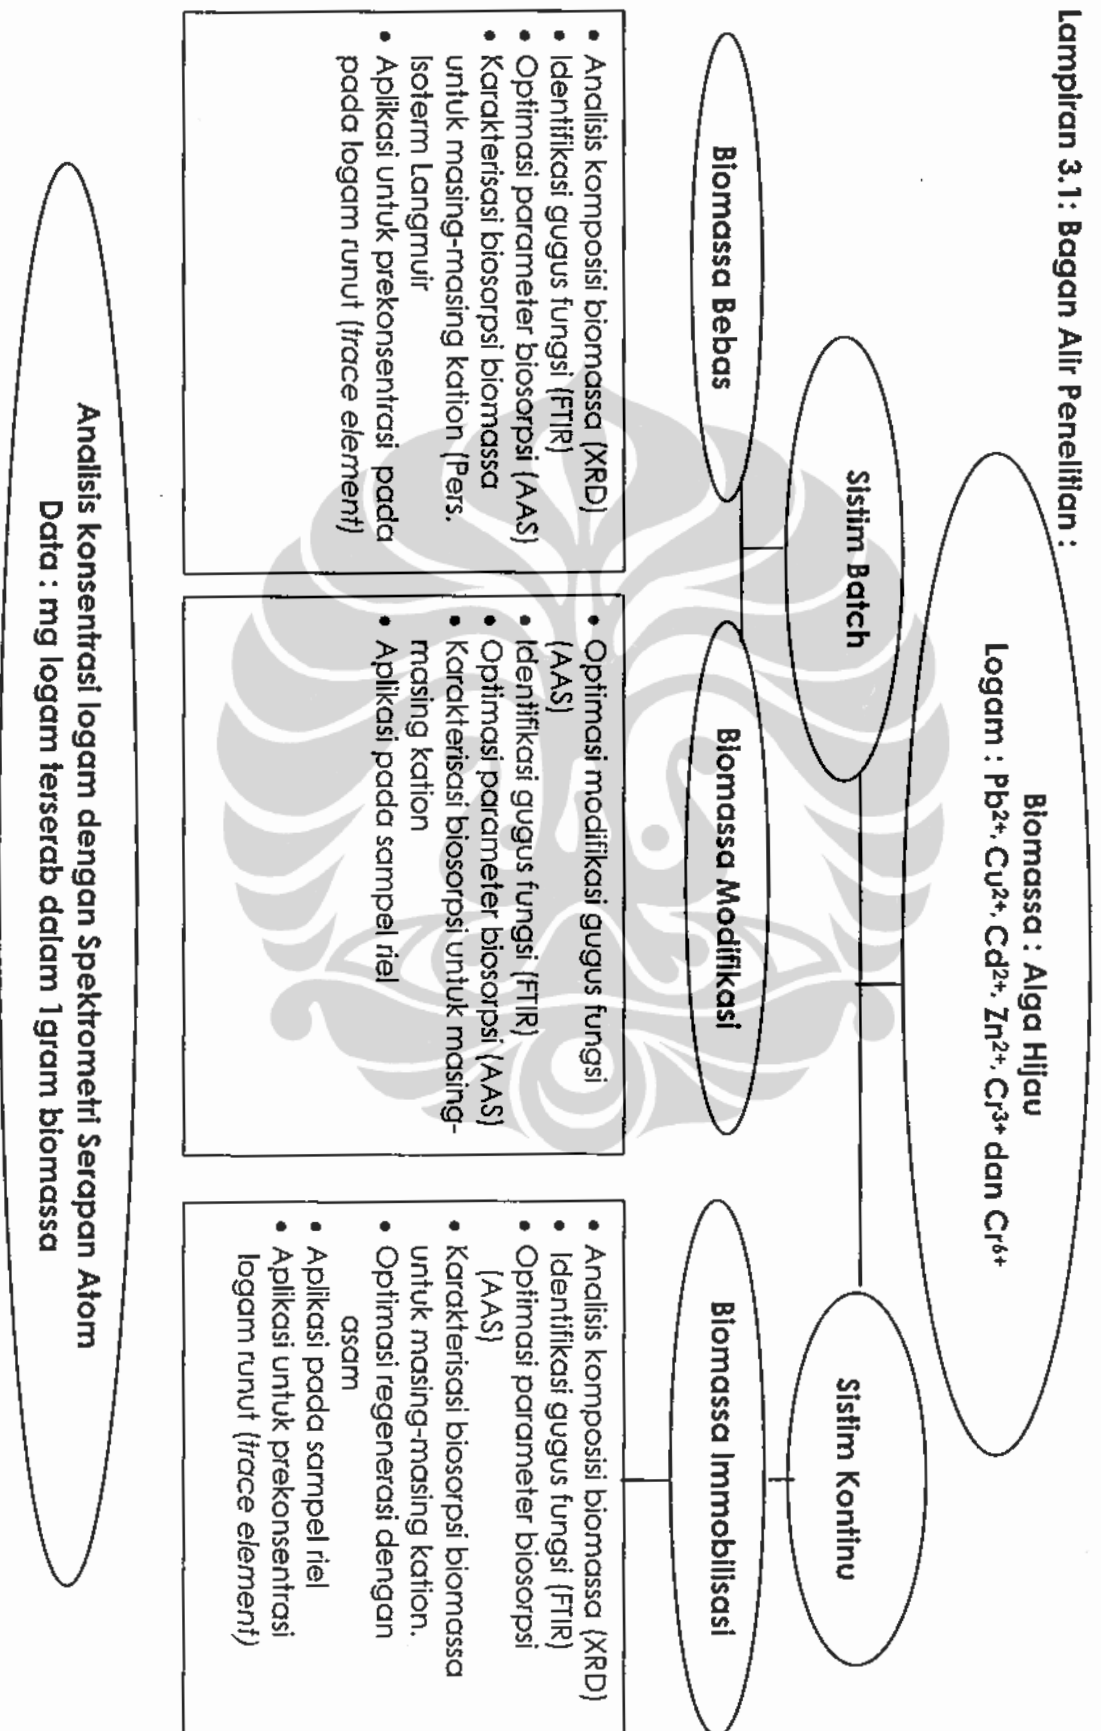 Lampiran 3.1: Bagan Alir Penelitian :
Biomassa : Alga Hijau
Logam : Pb2+, Cu2+, Cd2+, Zn2+, Cr3+ dan Cr6+
Sistim Batch
Sistim Kontinu
Biomassa Bebas
Biomassa Modifikasi
Biomassa Immobilisasi
• Analisis komposisi biomassa (XRD)
• Identifikasi gugus fungsi (FTIR)
• Optimasi parameter biosorpsi (AAS)
• Karakterisasi biosorpsi biomassa
untuk masing-masing kation (Pers.
Isoterm Langmuir
• Aplikasi untuk prekonsentrasi pada
pada logam runut (trace element)
• Optimasi modifikasi gugus fungsi
(AAS)
• Identifikasi gugus fungsi (FTIR)
• Optimasi parameter biosorpsi (AAS)
• Karakterisasi biosorpsi untuk masing-
masing kation
• Aplikasi pada sampel riel
• Analisis komposisi biomassa (XRD)
• Identifikasi gugus fungsi (FTIR)
• Optimasi parameter biosorpsi
(AAS)
• Karakterisasi biosorpsi biomassa
untuk masing-masing kation.
• Optimasi regenerasi dengan
asam
• Aplikasi pada sampel riel
• Aplikasi untuk prekonsentrasi
logam runut (trace element)
Analisis konsentrasi logam dengan Spektrometri Serapan Atom
Data : mg logam terserab dalam 1gram biomassa